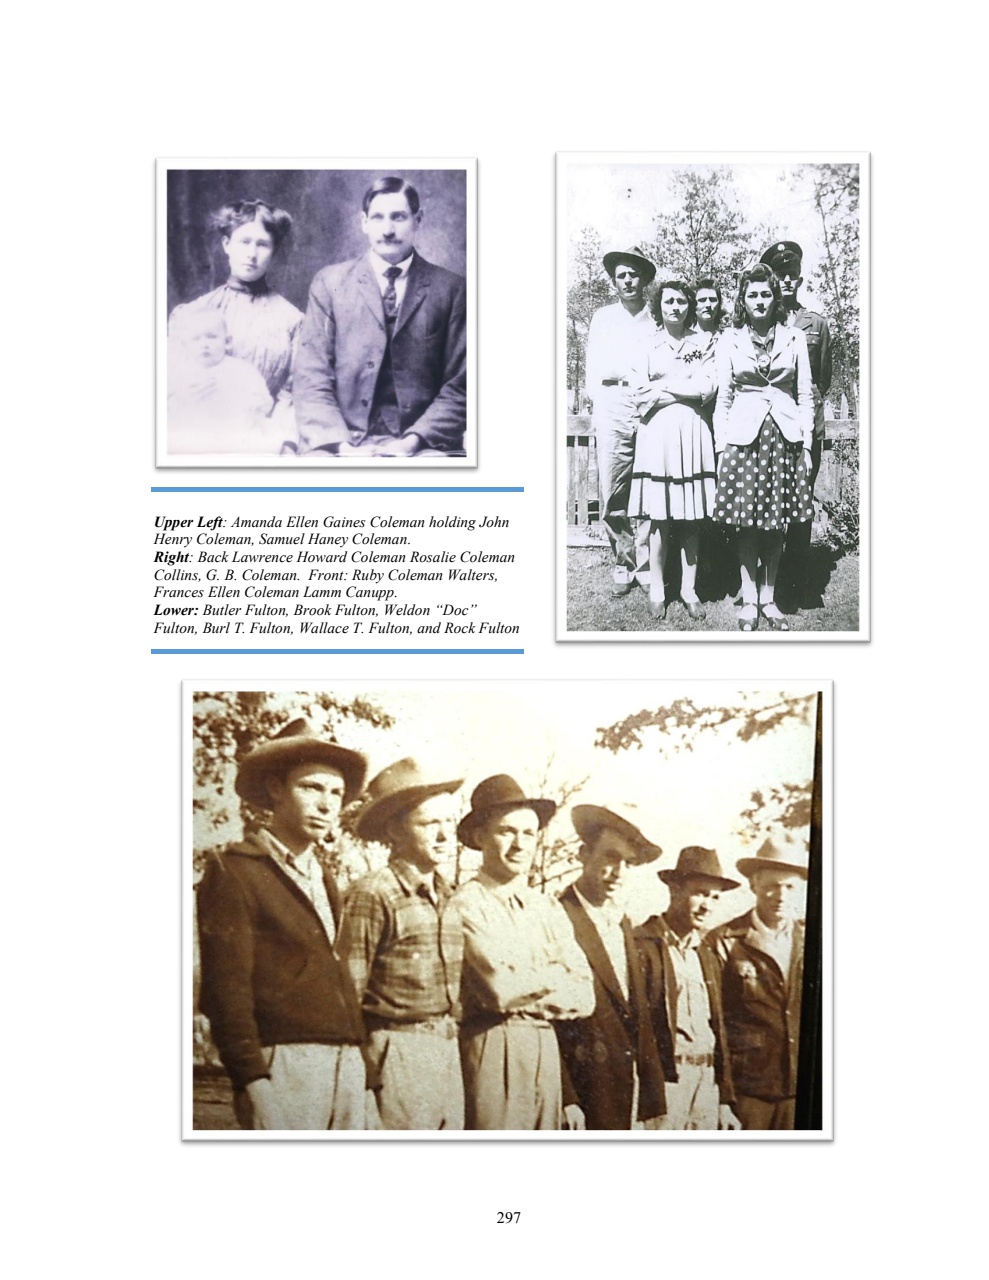 Upper Left: Amanda Ellen Gaines Coleman holding John
Henry Coleman, Samuel Haney Coleman.
Right: Back Lawrence Howard Coleman Rosalie Coleman
Collins, G. B. Coleman.  Front: Ruby Coleman Walters,
Frances Ellen Coleman Lamm Canupp.
Lower: Butler Fulton, Brook Fulton, Weldon “Doc”
Fulton, Burl T. Fulton, Wallace T. Fulton, and Rock Fulton
297